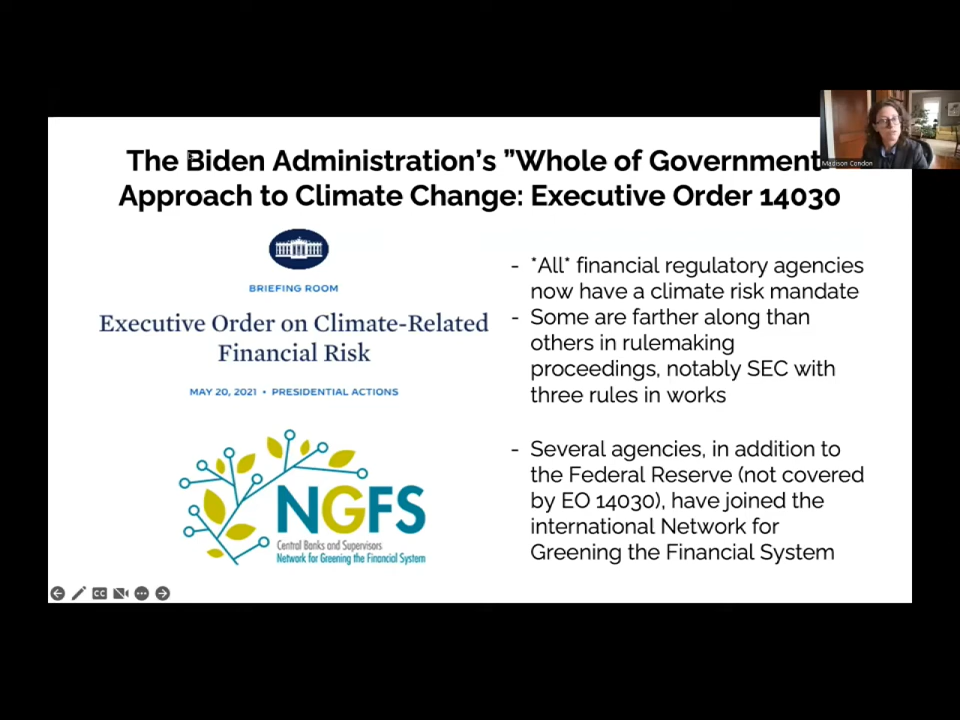 The Biden Administration's "Whole of Government
Approach to Climate Change: Executive Order 14030
Madison Condon
BRIEFING ROOM
Executive Order on Climate-Related
Financial Risk
MAY 20, 2021 • PRESIDENTIAL ACTIONS
NGFS
Central Banks and Supervisors
Network for Greening the Financial System
- *All* financial regulatory agencies
now have a climate risk mandate
- Some are farther along than
others in rulemaking
proceedings, notably SEC with
three rules in works
- Several agencies, in addition to
the Federal Reserve (not covered
by EO 14030), have joined the
international Network for
Greening the Financial System
CC